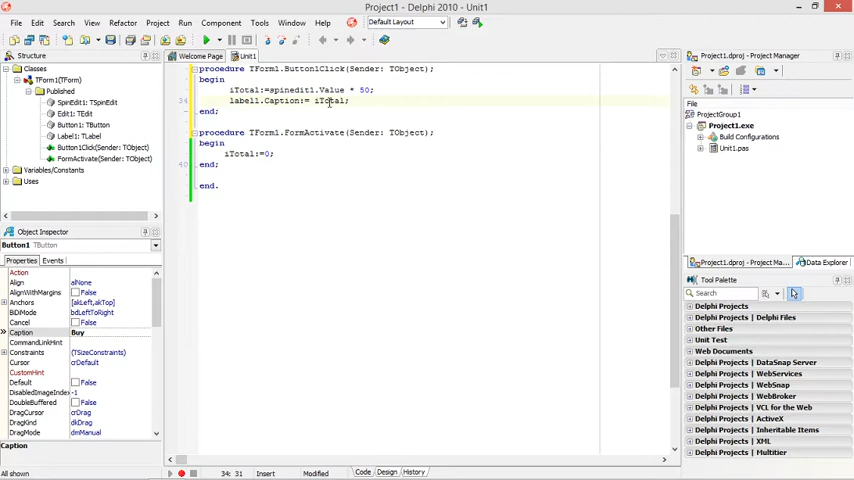 Project1 - Delphi 2010 - Unit1
File Edit Search View Refactor Project Run Component Tools Window Help Default Layout
Structure
Classes
TForm1(TForm)
Published
SpinEdit1: TSpinEdit
Edit1: TEdit
Button1: TButton
Label1: TLabel
Button1Click(Sender: TObject)
FormActivate(Sender: TObject)
Variables/Constants
Uses
Object Inspector
Button1 TButton
Properties Events
Action
Align alNone
AlignWithMargins False
Anchors [akLeft,akTop]
BiDiMode bdLeftToRight
Cancel False
Caption Buy
CommandLinkHint
Constraints (TSizeConstraints)
Cursor crDefault
CustomHint
Default False
DisabledImageIndex -1
DoubleBuffered False
DragCursor crDrag
DragKind dkDrag
DragMode dmManual
Caption
All shown
Welcome Page Unit1
procedure TForm1.Button1Click(Sender: TObject);
begin
iTotal:=spinedit1.Value * 50;
34 label1.Caption:= iTotal;
end;
procedure TForm1.FormActivate(Sender: TObject);
begin
iTotal:=0;
40 end;
end.
34: 31 Insert Modified Code Design History
Project1.dproj - Project Manager
File
ProjectGroup1
Project1.exe
Build Configurations
Unit1.pas
Project1.dproj - Project Ma... Data Explorer
Tool Palette
Search
Delphi Projects
Delphi Projects | Delphi Files
Other Files
Unit Test
Web Documents
Delphi Projects | DataSnap Server
Delphi Projects | WebServices
Delphi Projects | WebSnap
Delphi Projects | WebBroker
Delphi Projects | VCL for the Web
Delphi Projects | ActiveX
Delphi Projects | Inheritable Items
Delphi Projects | XML
Delphi Projects | Multitier